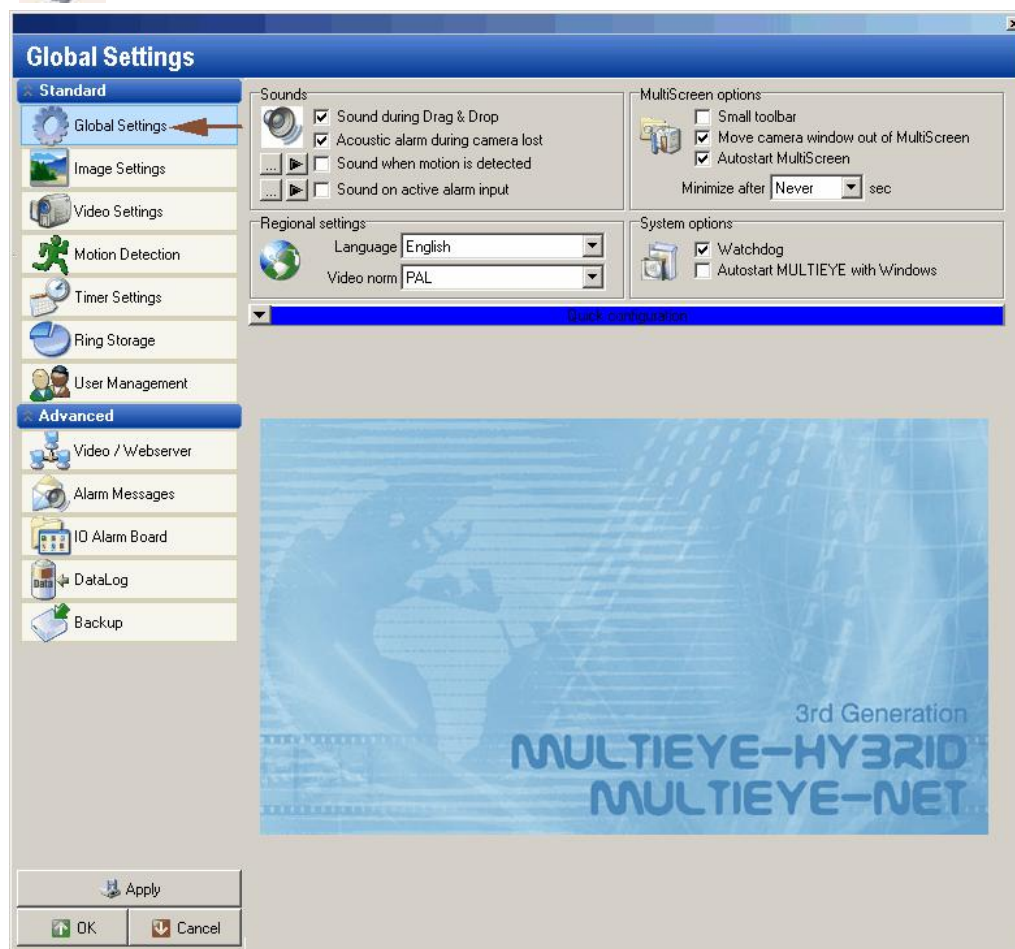 Global Settings
Standard
Global Settings
Image Settings
Video Settings
Motion Detection
Timer Settings
Ring Storage
User Management
Advanced
Video / Webserver
Alarm Messages
IO Alarm Board
Data
DataLog
Backup
Apply
OK
Cancel
Sounds
Sound during Drag & Drop
Acoustic alarm during camera lost
... Sound when motion is detected
... Sound on active alarm input
MultiScreen options
Small toolbar
Move camera window out of MultiScreen
Autostart MultiScreen
Minimize after Never sec
Regional settings
Language English
Video norm PAL
System options
Watchdog
Autostart MULTIEYE with Windows
Quick configuration
3rd Generation
MULTIEYE-HYBRID
MULTIEYE-NET